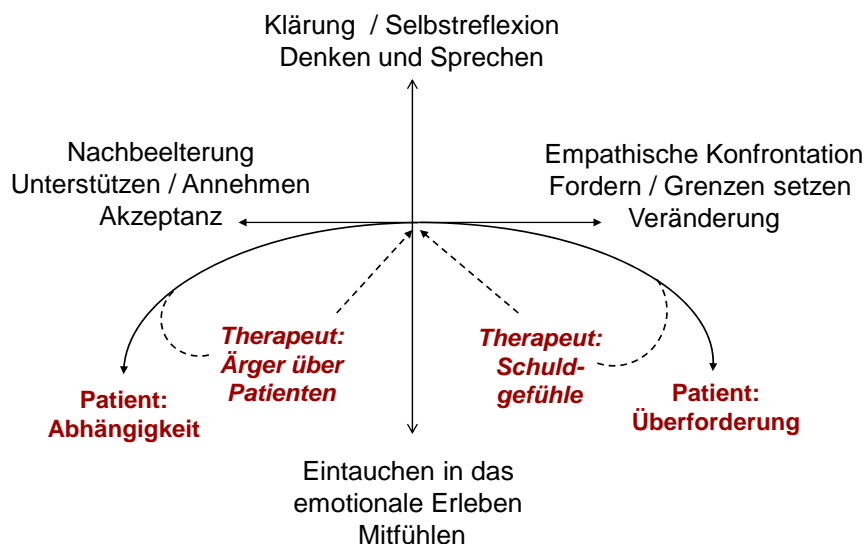 Klärung / Selbstreflexion
Denken und Sprechen
Nachbeelterung
Unterstützen / Annehmen
Akzeptanz
Empathische Konfrontation
Fordern / Grenzen setzen
Veränderung
Therapeut:
Ärger über
Patienten
Therapeut:
Schuld-
gefühle
Patient:
Abhängigkeit
Patient:
Überforderung
Eintauchen in das
emotionale Erleben
Mitfühlen